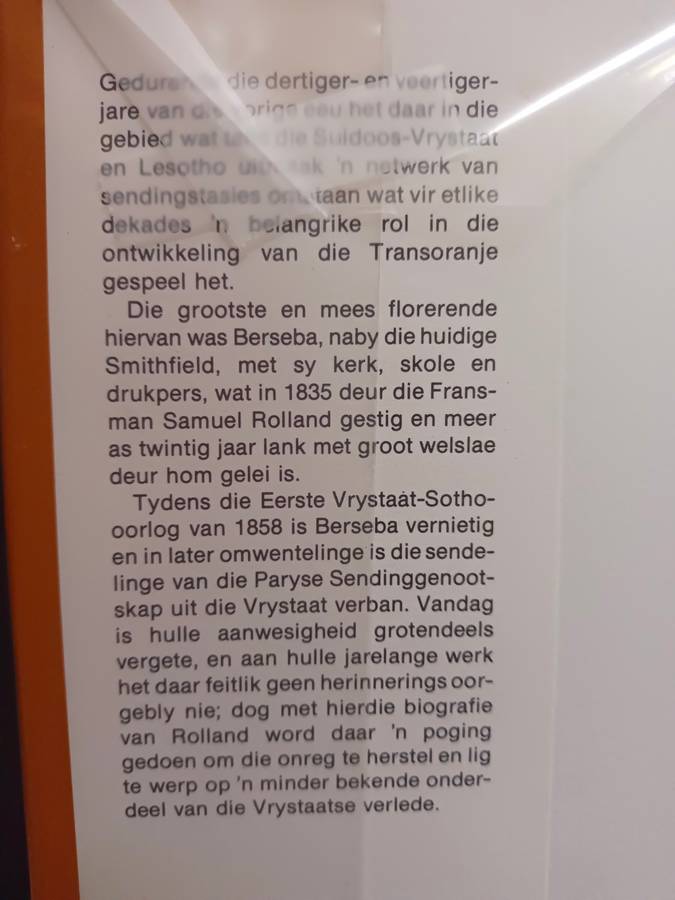 Gedurende die dertiger- en veertiger-
jare van die vorige eeu het daar in die
gebied wat die Suidoos-Vrystaat
en Lesotho uitmaak 'n netwerk van
sendingstasies ontstaan wat vir etlike
dekades 'n belangrike rol in die
ontwikkeling van die Transoranje
gespeel het.
Die grootste en mees florerende
hiervan was Berseba, naby die huidige
Smithfield, met sy kerk, skole en
drukpers, wat in 1835 deur die Frans-
man Samuel Rolland gestig en meer
as twintig jaar lank met groot welslae
deur hom gelei is.
Tydens die Eerste Vrystaat-Sotho-
oorlog van 1858 is Berseba vernietig
en in later omwentelinge is die sende-
linge van die Paryse Sendinggenoot-
skap uit die Vrystaat verban. Vandag
is hulle aanwesigheid grotendeels
vergete, en aan hulle jarelange werk
het daar feitlik geen herinnerings oor-
gebly nie; dog met hierdie biografie
van Rolland word daar 'n poging
gedoen om die onreg te herstel en lig
te werp op 'n minder bekende onder-
deel van die Vrystaatse verlede.